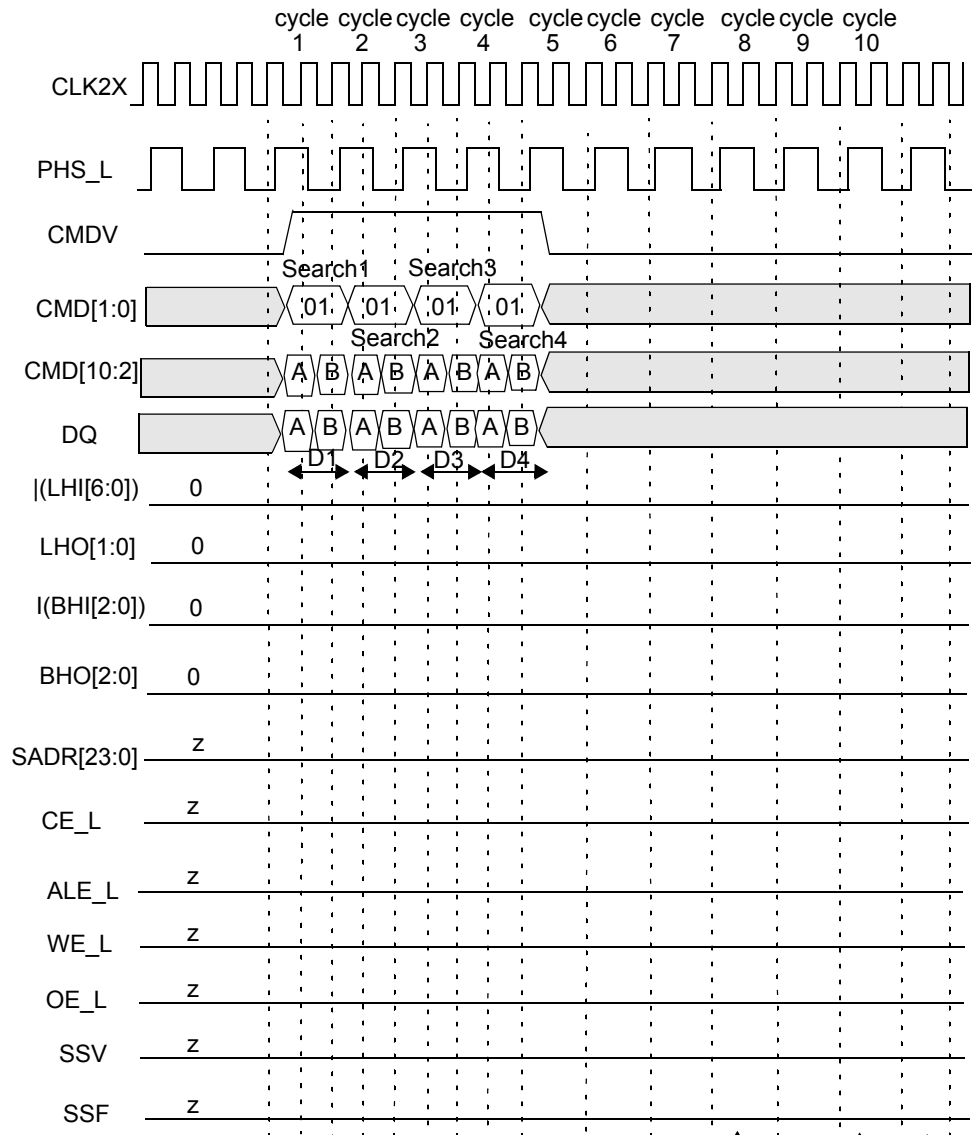 cycle cycle cycle cycle cycle cycle cycle cycle cycle cycle
1 2 3 4 5 6 7 8 9 10
CLK2X
PHS_L
CMDV
Search1 Search3
CMD[1:0] 01 01 01 01
Search2 Search4
CMD[10:2] A B A B A B A B
DQ A B A B A B A B
D1 D2 D3 D4
|(LHI[6:0]) 0
LHO[1:0] 0
I(BHI[2:0]) 0
BHO[2:0] 0
SADR[23:0] z
CE_L z
ALE_L z
WE_L z
OE_L z
SSV z
SSF z